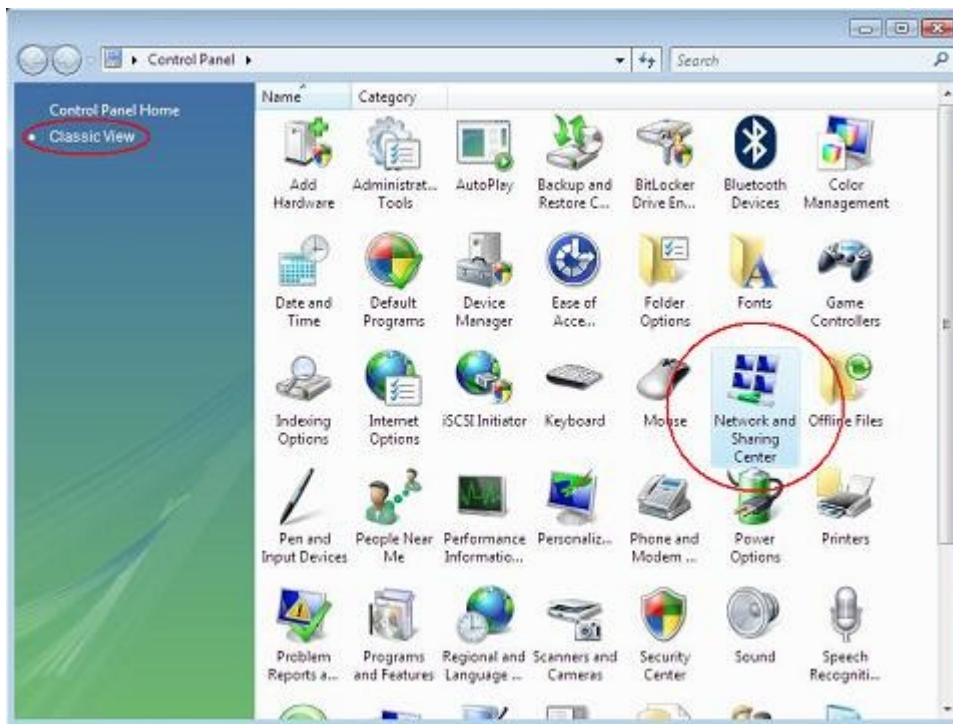 Control Panel
Search
Control Panel Home
Classic View
Name Category
Add Hardware
Administrat... Tools
AutoPlay
Backup and Restore C...
BitLocker Drive En...
Bluetooth Devices
Color Management
Date and Time
Default Programs
Device Manager
Ease of Acce...
Folder Options
Fonts
Game Controllers
Indexing Options
Internet Options
iSCSI Initiator
Keyboard
Mouse
Network and Sharing Center
Offline Files
Pen and Input Devices
People Near Me
Performance Informatio...
Personaliz...
Phone and Modem ...
Power Options
Printers
Problem Reports a...
Programs and Features
Regional and Language ...
Scanners and Cameras
Security Center
Sound
Speech Recogniti...